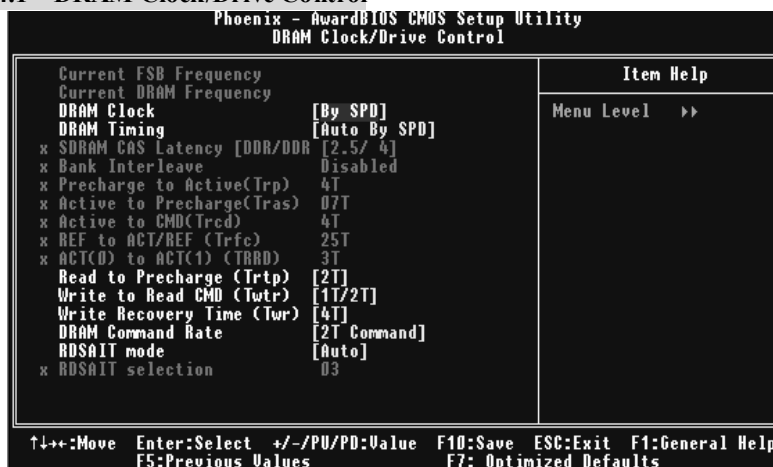 DRAM Clock/Drive Control
Phoenix - AwardBIOS CMOS Setup Utility
DRAM Clock/Drive Control
Current FSB Frequency
Current DRAM Frequency
DRAM Clock [By SPD]
DRAM Timing [Auto By SPD]
x SDRAM CAS Latency [DDR/DDR [2.5/ 4]
x Bank Interleave Disabled
x Precharge to Active(Trp) 4T
x Active to Precharge(Tras) 07T
x Active to CMD(Trcd) 4T
x REF to ACT/REF (Trfc) 25T
x ACT(0) to ACT(1) (TRRD) 3T
Read to Precharge (Trtp) [2T]
Write to Read CMD (Twtr) [1T/2T]
Write Recovery Time (Twr) [4T]
DRAM Command Rate [2T Command]
RDSAIT mode [Auto]
x RDSAIT selection 03
Item Help
Menu Level ▸▸
↑↓→←:Move Enter:Select +/-/PU/PD:Value F10:Save ESC:Exit F1:General Help
F5:Previous Values F7: Optimized Defaults